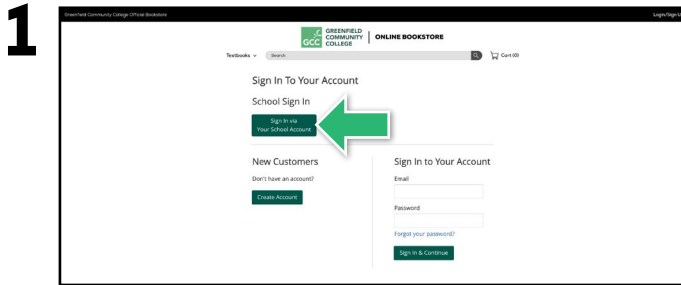 1
Greenfield Community College Official Bookstore
Login/Sign U
GCC GREENFIELD COMMUNITY COLLEGE ONLINE BOOKSTORE
Textbooks Search Cart (0)
Sign In To Your Account
School Sign In
Sign In via
Your School Account
New Customers
Don't have an account?
Create Account
Sign In to Your Account
Email
Password
Forgot your password?
Sign In & Continue